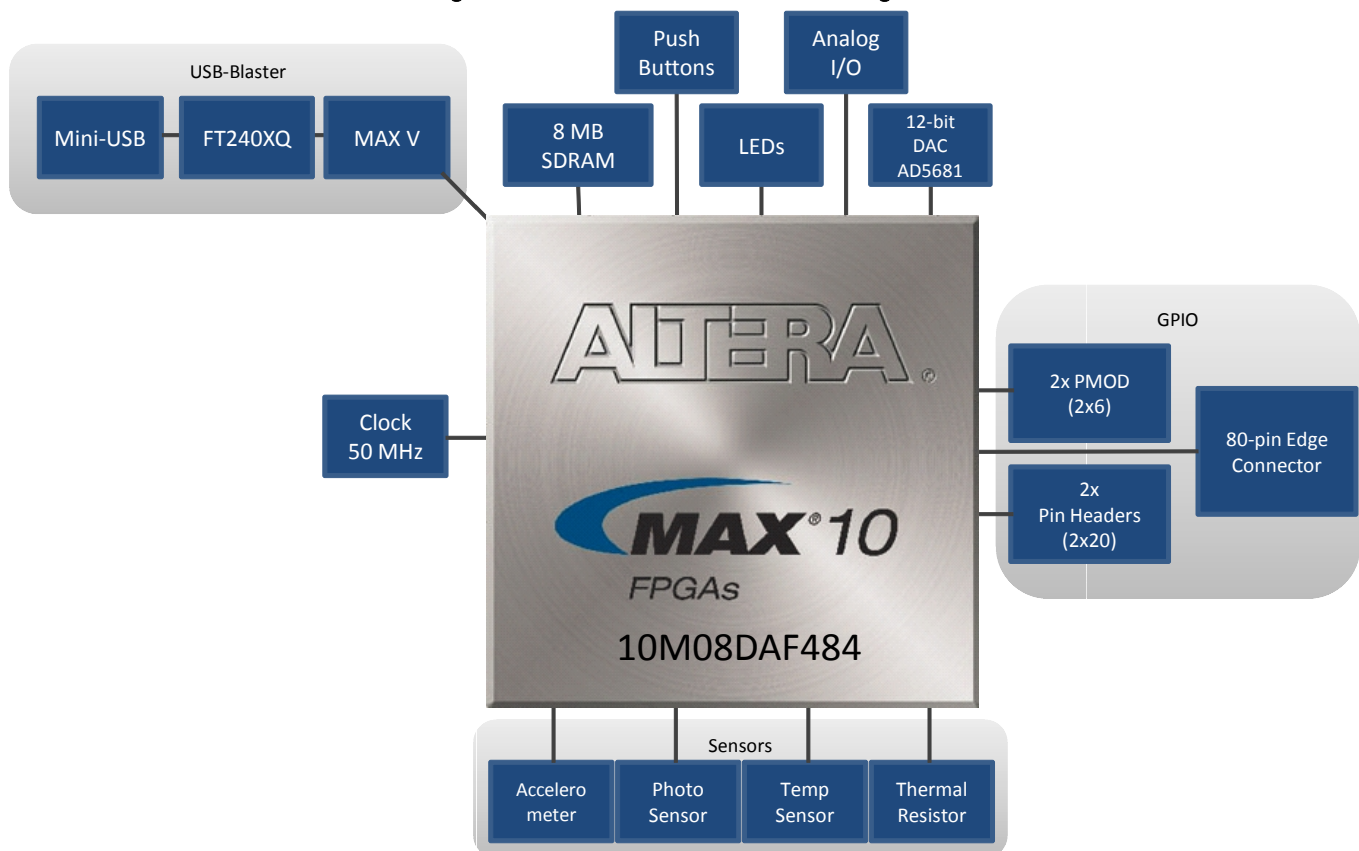 USB-Blaster
Mini-USB
FT240XQ
MAX V
8 MB
SDRAM
Push
Buttons
LEDs
Analog
I/O
12-bit
DAC
AD5681
Clock
50 MHz
ALTERA®
MAX®10
FPGAs
10M08DAF484
GPIO
2x PMOD
(2x6)
80-pin Edge
Connector
2x
Pin Headers
(2x20)
Sensors
Accelero
meter
Photo
Sensor
Temp
Sensor
Thermal
Resistor